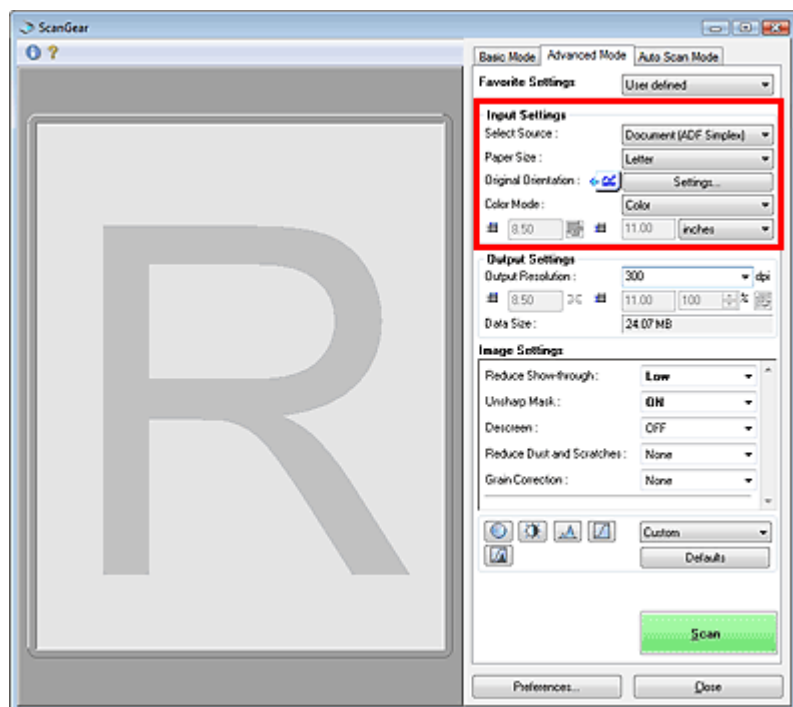 ScanGear
Basic Mode Advanced Mode Auto Scan Mode
Favorite Settings User defined
Input Settings
Select Source : Document (ADF Simplex)
Paper Size : Letter
Original Orientation : Settings...
Color Mode : Color
8.50 11.00 inches
Output Settings
Output Resolution : 300 dpi
8.50 11.00 100 %
Data Size : 24.07 MB
Image Settings
Reduce Show-through : Low
Unsharp Mask : ON
Descreen : OFF
Reduce Dust and Scratches : None
Grain Correction : None
Custom
Defaults
Scan
Preferences... Close
R